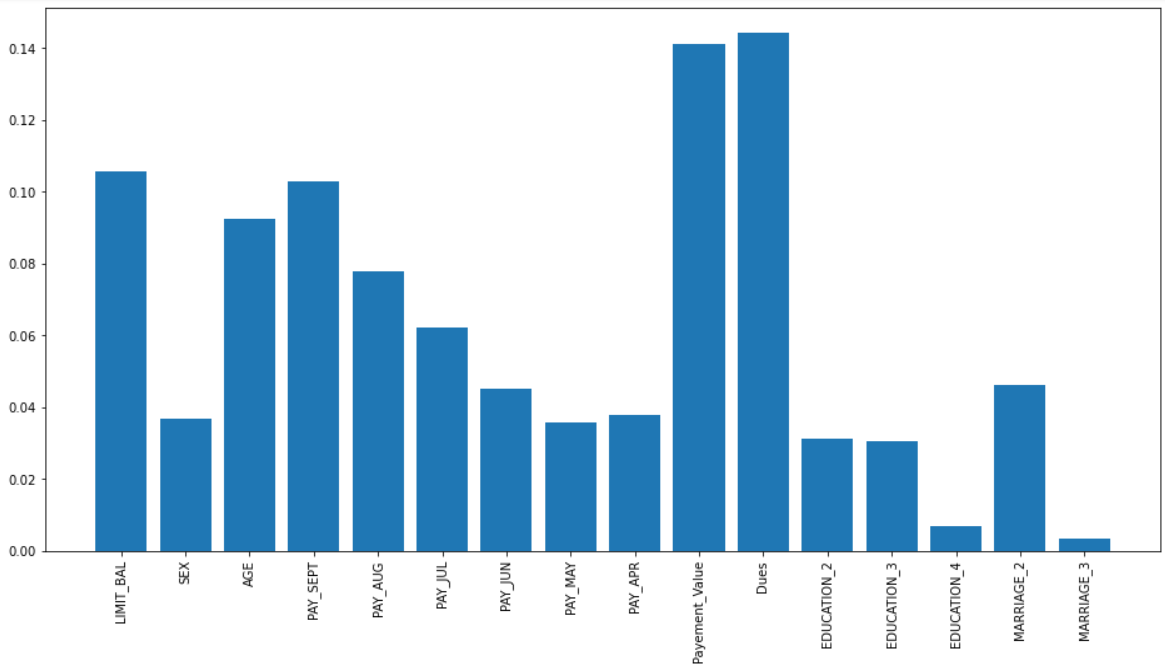 0.14
0.12
0.10
0.08
0.06
0.04
0.02
0.00
LIMIT_BAL
SEX
AGE
PAY_SEPT
PAY_AUG
PAY_JUL
PAY_JUN
PAY_MAY
PAY_APR
Payement_Value
Dues
EDUCATION_2
EDUCATION_3
EDUCATION_4
MARRIAGE_2
MARRIAGE_3